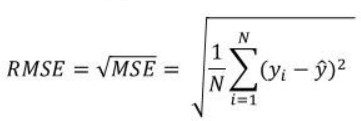 RMSE = √MSE = √(1/N ∑_{i=1}^{N} (y_i − ŷ)²)